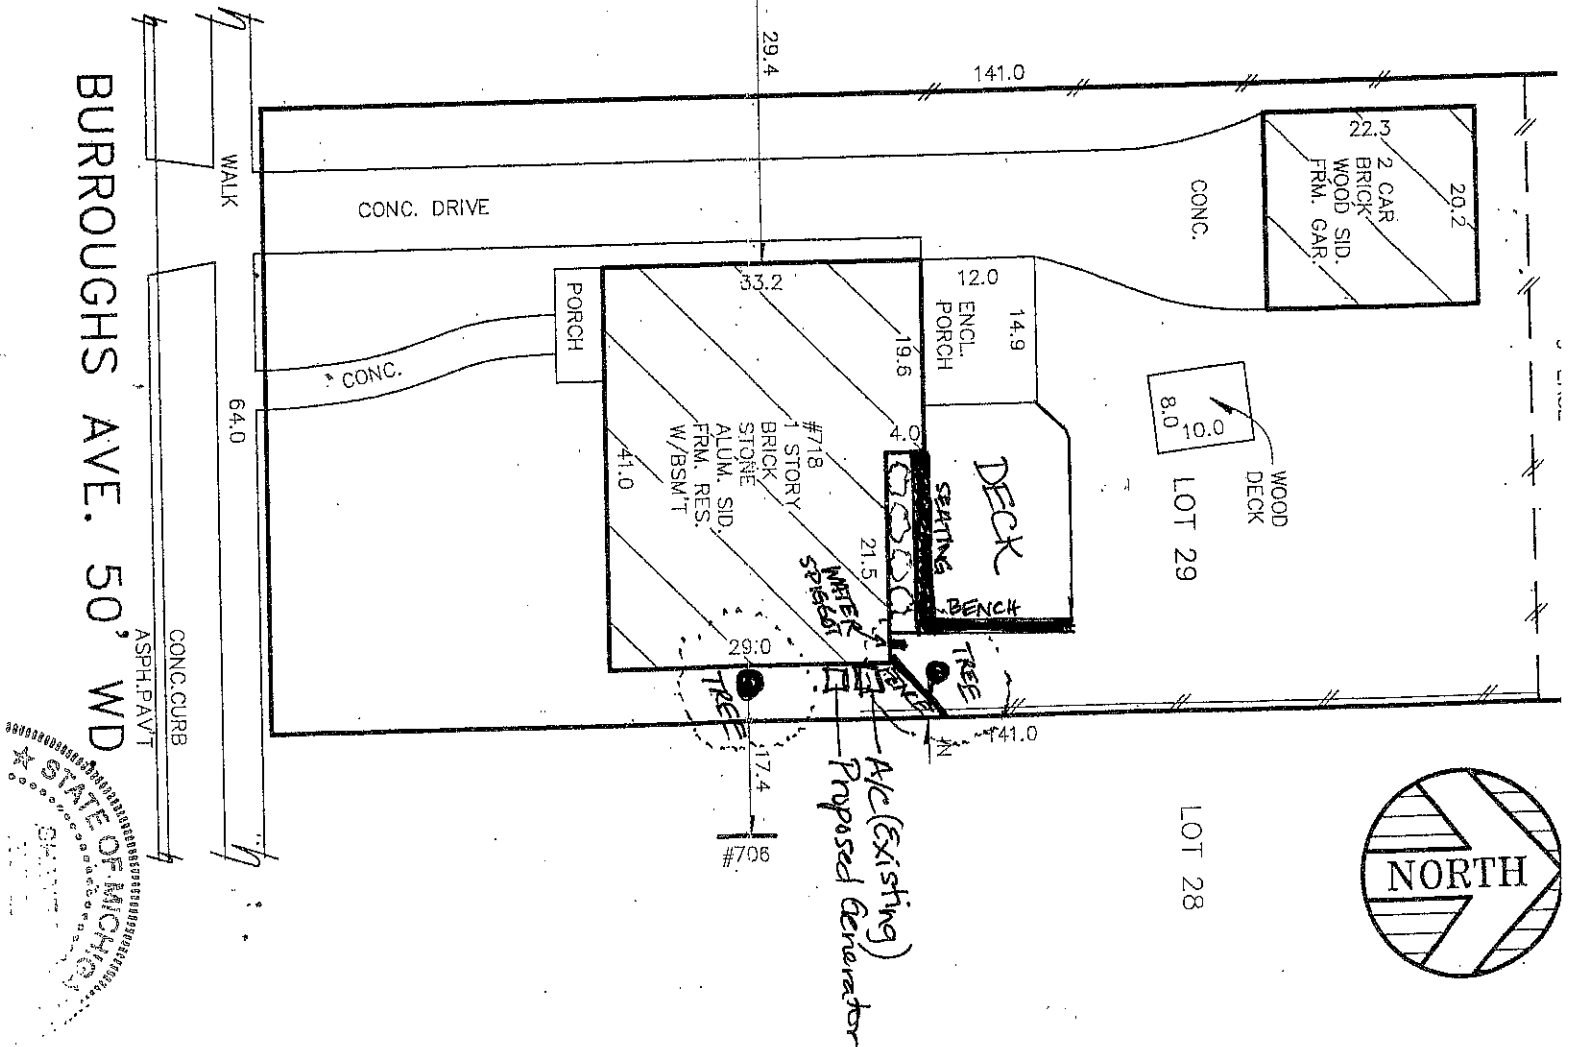 29.4
141.0
22.3
20.2
2 CAR
BRICK
WOOD SID.
FRM. GAR.
CONC.
WALK
CONC. DRIVE
33.2
12.0
14.9
ENCL.
PORCH
PORCH
19.6
CONC.
64.0
4.0
8.0
10.0
WOOD
DECK
LOT 29
DECK
SEATING
BENCH
#718
1 STORY
BRICK
STONE
ALUM. SID.
FRM. RES.
W/BSM'T
41.0
21.5
WATER
SPIGOT
29.0
TREE
FENCE
TREE
141.0
IN
17.4
#706
A/C (Existing)
Proposed Generator
LOT 28
NORTH
BURROUGHS AVE. 50' WD.
CONC.CURB
ASPH.PAV'T
STATE OF MICHIGA